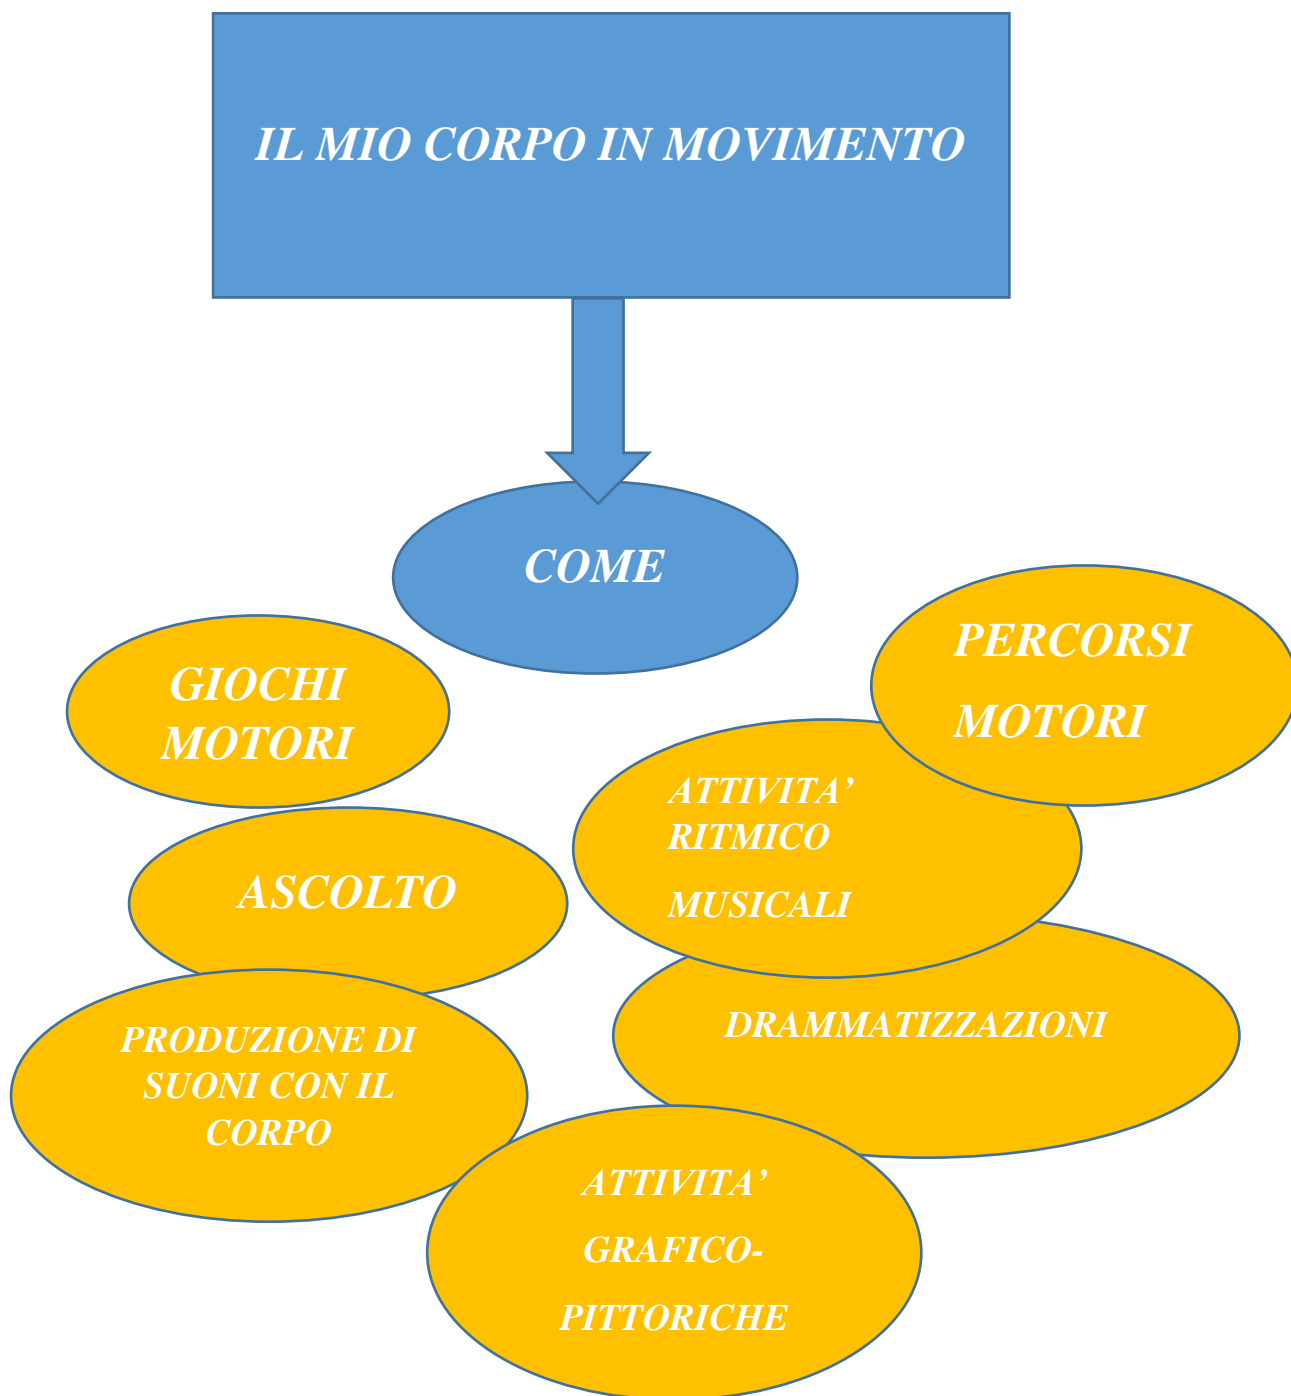 IL MIO CORPO IN MOVIMENTO
COME
GIOCHI
MOTORI
PERCORSI
MOTORI
ASCOLTO
ATTIVITA’
RITMICO
MUSICALI
PRODUZIONE DI
SUONI CON IL
CORPO
DRAMMATIZZAZIONI
ATTIVITA’
GRAFICO-
PITTORICHE